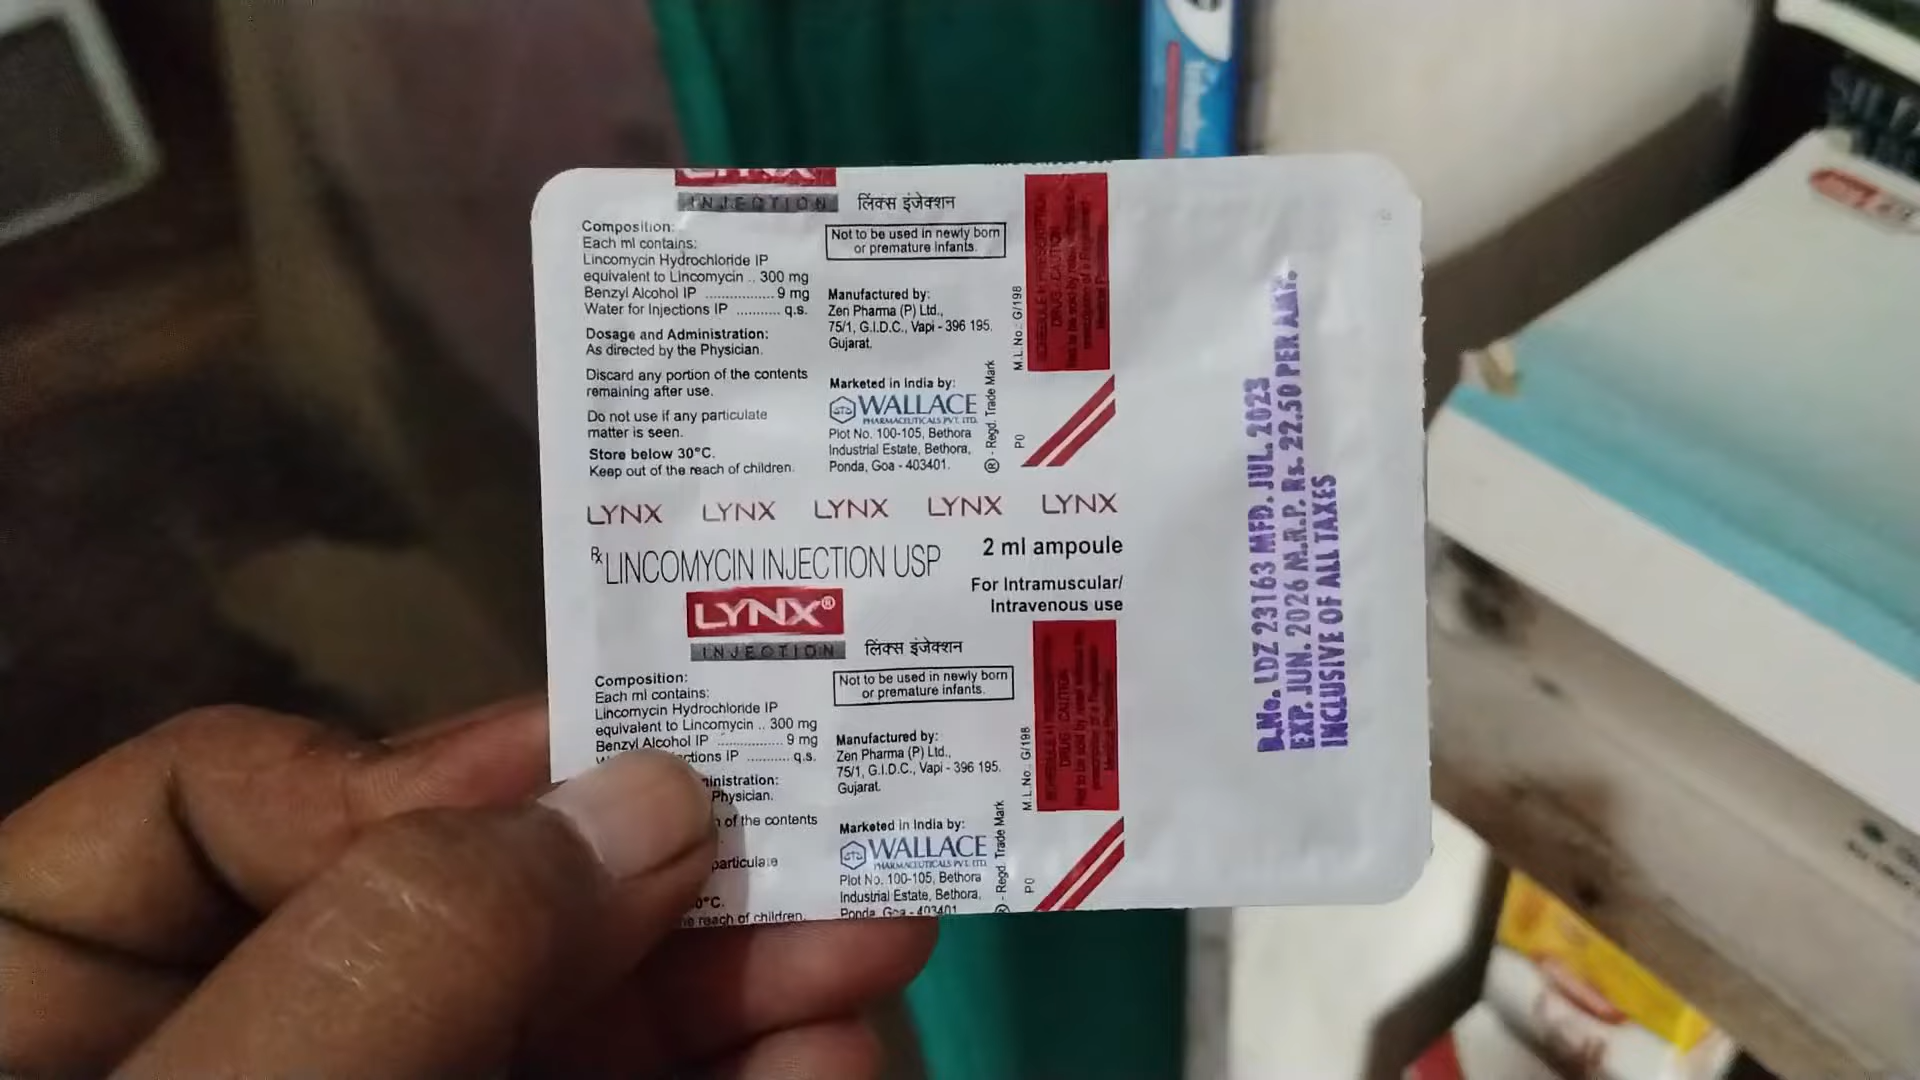 LYNX
INJECTION लिंक्स इंजेक्शन
Composition:
Each ml contains:
Lincomycin Hydrochloride IP
equivalent to Lincomycin .. 300 mg
Benzyl Alcohol IP ................. 9 mg
Water for Injections IP ........... q.s.
Dosage and Administration:
As directed by the Physician.
Discard any portion of the contents
remaining after use.
Do not use if any particulate
matter is seen.
Store below 30°C.
Keep out of the reach of children.
Not to be used in newly born
or premature infants.
Manufactured by:
Zen Pharma (P) Ltd.,
75/1, G.I.D.C., Vapi - 396 195.
Gujarat.
Marketed in India by:
WALLACE
PHARMACEUTICALS PVT. LTD.
Plot No. 100-105, Bethora
Industrial Estate, Bethora,
Ponda, Goa - 403401.
® - Regd. Trade Mark
M.L.No.: G/198
P0
LYNX LYNX LYNX LYNX LYNX
Rx LINCOMYCIN INJECTION USP
2 ml ampoule
For Intramuscular/
Intravenous use
LYNX®
INJECTION लिंक्स इंजेक्शन
Composition:
Each ml contains:
Lincomycin Hydrochloride IP
equivalent to Lincomycin .. 300 mg
Benzyl Alcohol IP ................. 9 mg
IP ........... q.s.
Physician.
of the contents
particulate
0°C.
reach of children.
Not to be used in newly born
or premature infants.
Manufactured by:
Zen Pharma (P) Ltd.,
75/1, G.I.D.C., Vapi - 396 195.
Gujarat.
Marketed in India by:
WALLACE
PHARMACEUTICALS PVT. LTD.
Plot No. 100-105, Bethora
Industrial Estate, Bethora,
Ponda, Goa - 403401
® - Regd. Trade Mark
M.L.No.: G/198
P0
B.No. LDZ 23163 MFD. JUL.2023
EXP. JUN. 2026 M.R.P. Rs. 22.50 PER AMP.
INCLUSIVE OF ALL TAXES